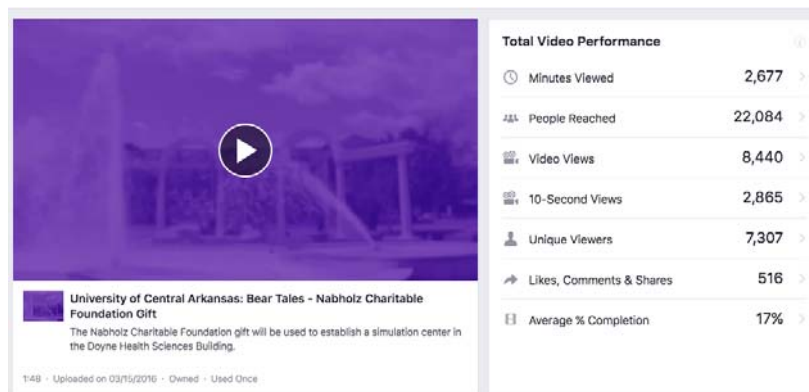 University of Central Arkansas: Bear Tales - Nabholz Charitable
Foundation Gift
The Nabholz Charitable Foundation gift will be used to establish a simulation center in
the Doyne Health Sciences Building.
1:48 · Uploaded on 03/15/2016 · Owned · Used Once
Total Video Performance
Minutes Viewed 2,677
People Reached 22,084
Video Views 8,440
10-Second Views 2,865
Unique Viewers 7,307
Likes, Comments & Shares 516
Average % Completion 17%